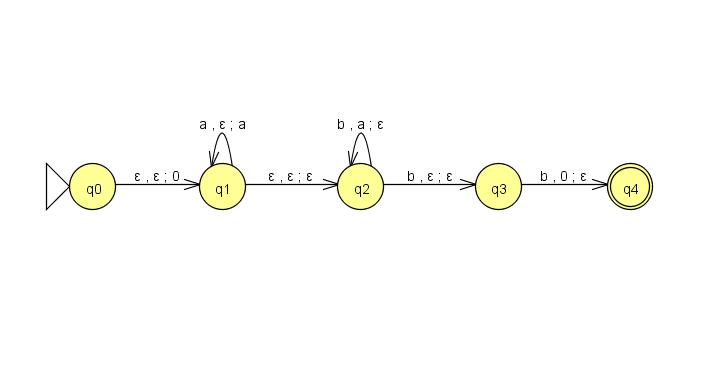 a , ε ; a
b , a ; ε
ε , ε ; 0
ε , ε ; ε
b , ε ; ε
b , 0 ; ε
q0
q1
q2
q3
q4